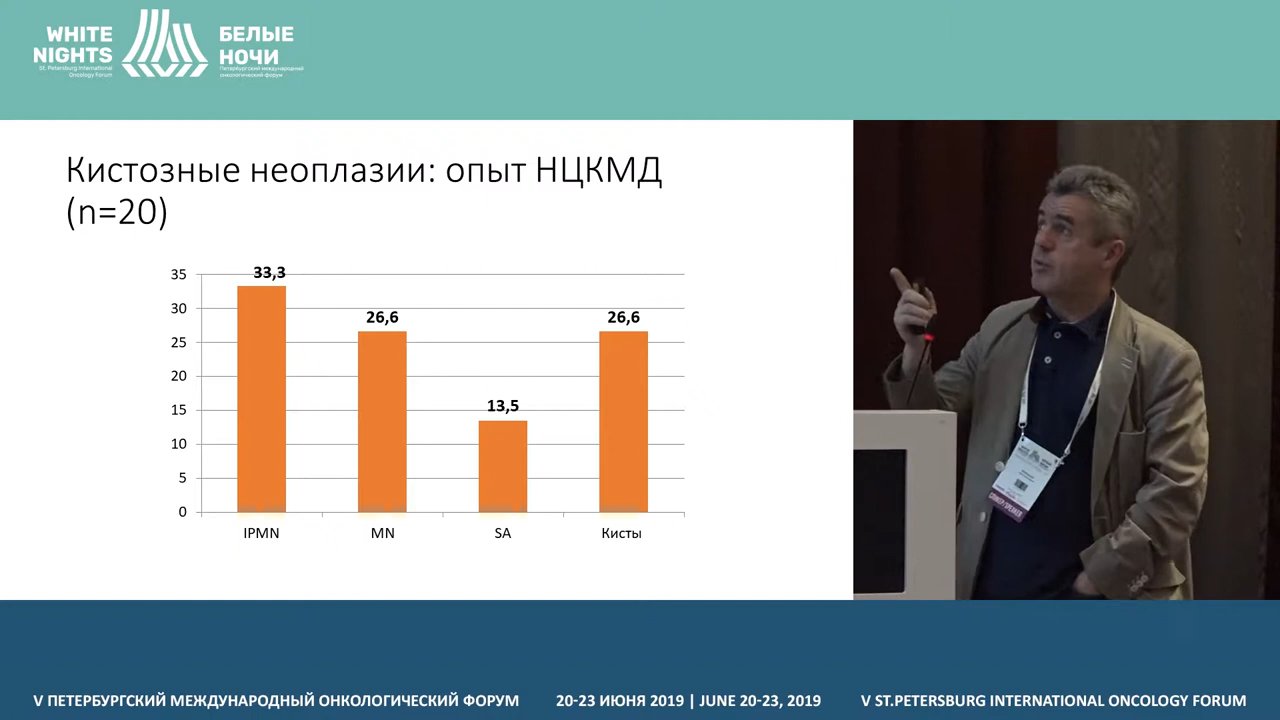 WHITE
NIGHTS
St. Petersburg International
Oncology Forum
БЕЛЫЕ
НОЧИ
Петербургский международный
онкологический форум
Кистозные неоплазии: опыт НЦКМД
(n=20)
35
30
25
20
15
10
5
0
33,3
26,6
13,5
26,6
IPMN
MN
SA
Кисты
V ПЕТЕРБУРГСКИЙ МЕЖДУНАРОДНЫЙ ОНКОЛОГИЧЕСКИЙ ФОРУМ
20-23 ИЮНЯ 2019 | JUNE 20-23, 2019
V ST.PETERSBURG INTERNATIONAL ONCOLOGY FORUM